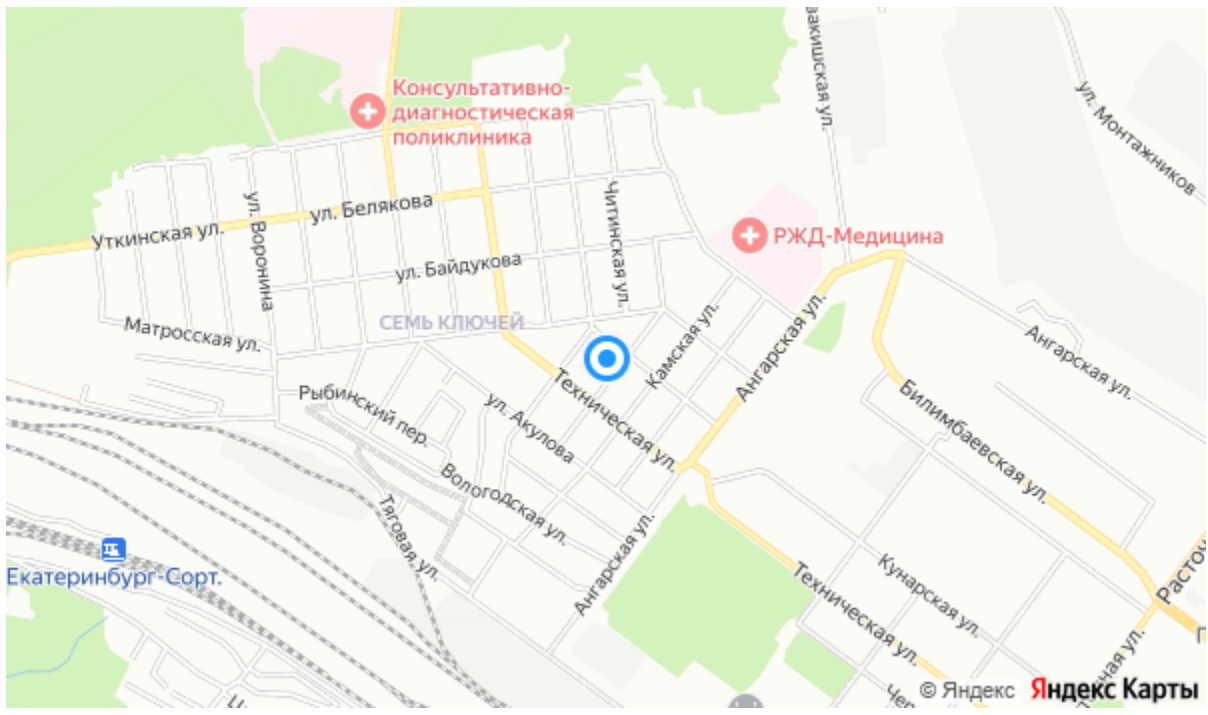 Консультативно-
диагностическая
поликлиника
ул. Монтажников
Читинская ул.
ул. Белякова
Уткинская ул.
ул. Воронина
РЖД-Медицина
ул. Байдукова
Матросская ул.
СЕМЬ КЛЮЧЕЙ
Камская ул.
Ангарская ул.
Ангарская ул.
Рыбинский пер.
Техническая ул.
ул. Акулова
Билимбаевская ул.
Вологодская ул.
Тяговая ул.
Ангарская ул.
Екатеринбург-Сорт.
Техническая ул.
Кунарская ул.
© Яндекс Яндекс Карты